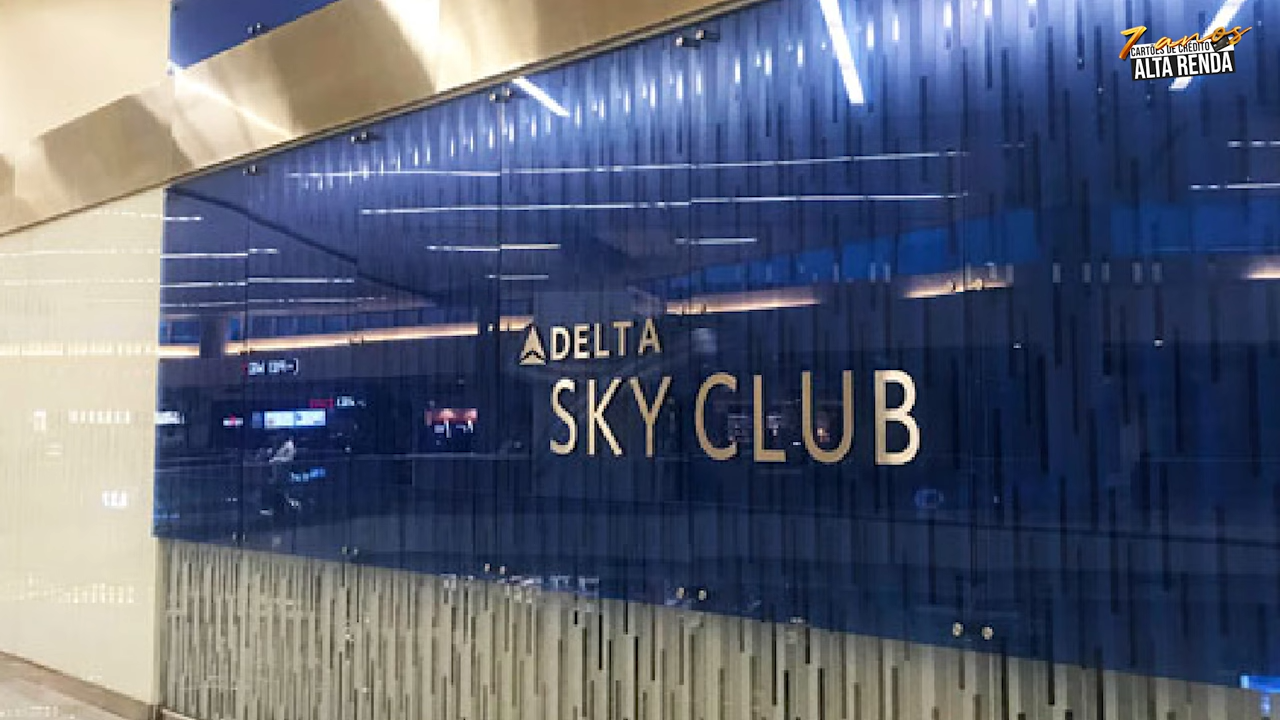 7 anos
CARTÕES DE CRÉDITO
ALTA RENDA
DELTA
SKY CLUB